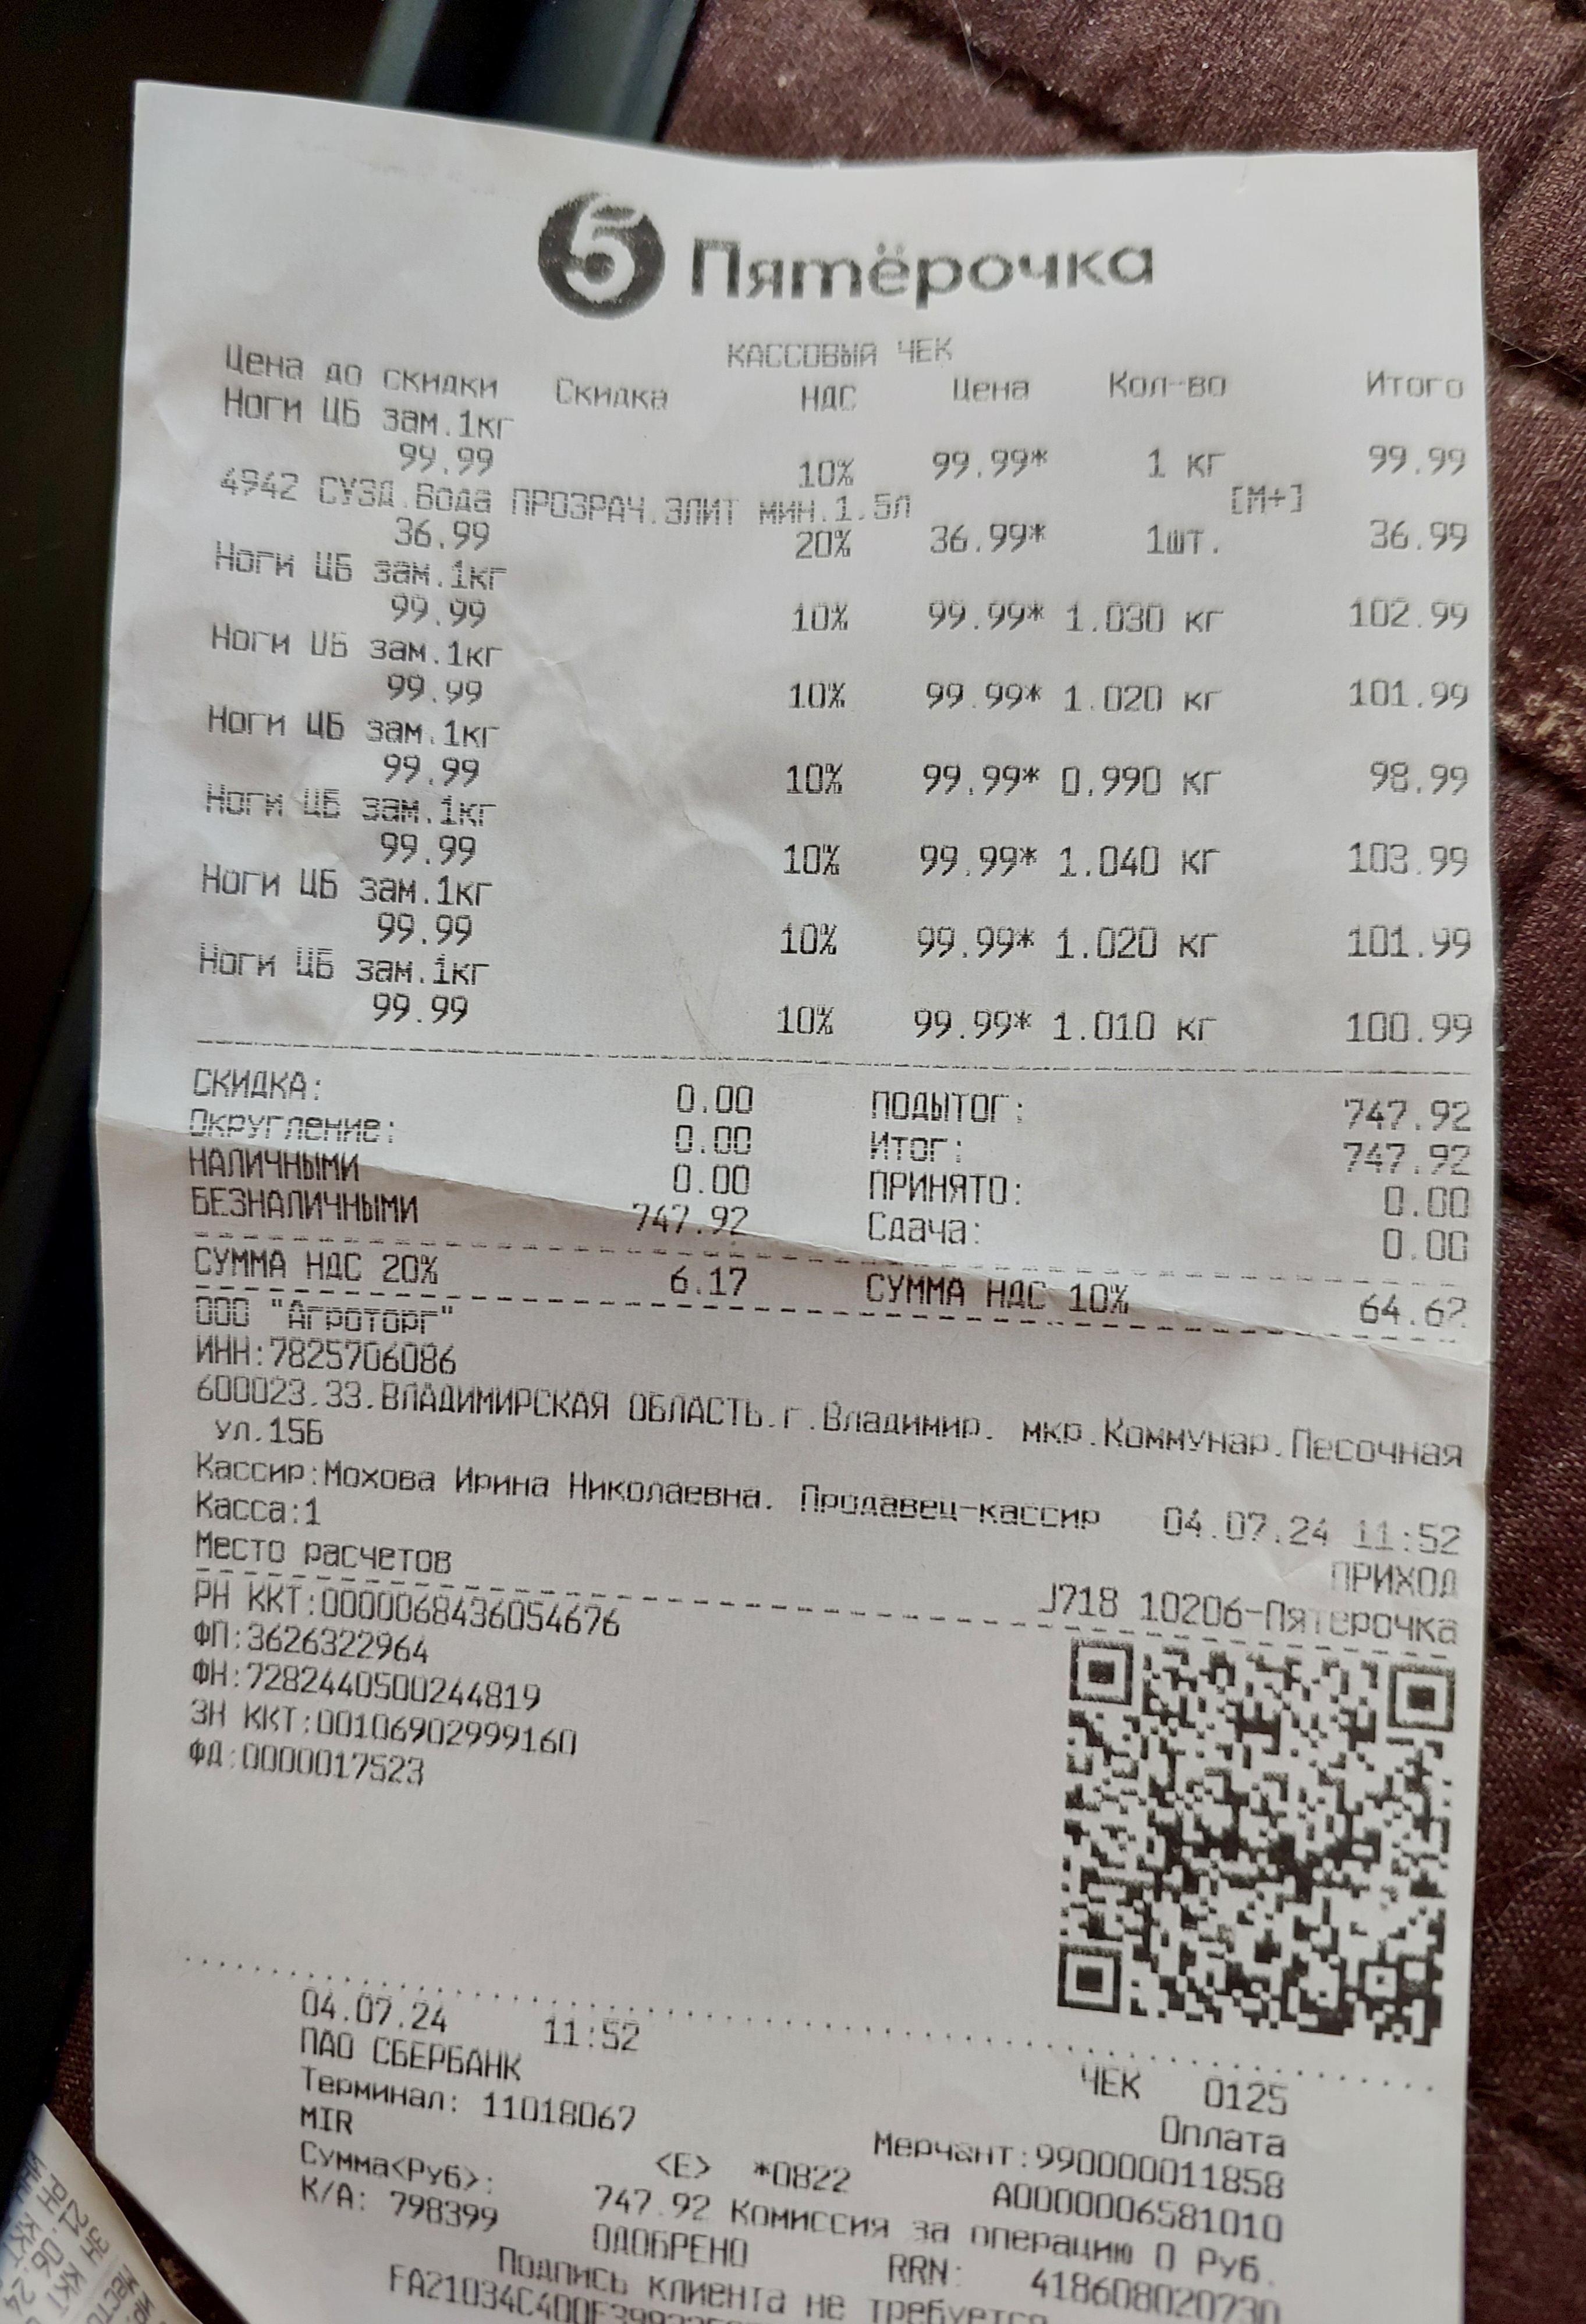 5 Пятёрочка
КАССОВЫЙ ЧЕК
Цена до скидки Скидка НДС Цена Кол-во Итого
Ноги ЦБ зам.1кг
99.99 10% 99.99* 1 кг 99.99
4942 СУЗД.Вода ПРОЗРАЧ.ЭЛИТ мин.1.5л [М+]
36.99 20% 36.99* 1шт. 36.99
Ноги ЦБ зам.1кг
99.99 10% 99.99* 1.030 кг 102.99
Ноги ЦБ зам.1кг
99.99 10% 99.99* 1.020 кг 101.99
Ноги ЦБ зам.1кг
99.99 10% 99.99* 0.990 кг 98.99
Ноги ЦБ зам.1кг
99.99 10% 99.99* 1.040 кг 103.99
Ноги ЦБ зам.1кг
99.99 10% 99.99* 1.020 кг 101.99
Ноги ЦБ зам.1кг
99.99 10% 99.99* 1.010 кг 100.99
СКИДКА: 0.00 ПОДЫТОГ: 747.92
Округление: 0.00 Итог: 747.92
НАЛИЧНЫМИ 0.00 ПРИНЯТО: 0.00
БЕЗНАЛИЧНЫМИ 747.92 Сдача: 0.00
СУММА НДС 20% 6.17 СУММА НДС 10% 64.62
ООО "Агроторг"
ИНН:7825706086
600023.33.ВЛАДИМИРСКАЯ ОБЛАСТЬ.г.Владимир. мкр.Коммунар.Песочная
ул.15Б
Кассир:Мохова Ирина Николаевна. Продавец-кассир 04.07.24 11:52
Касса:1 ПРИХОД
Место расчетов J718 10206-Пятерочка
РН ККТ:0000068436054676
ФП:3626322964
ФН:7282440500244819
ЗН ККТ:00106902999160
ФД:0000017523
04.07.24 11:52 ЧЕК 0125
ПАО СБЕРБАНК Оплата
Терминал: 11018067 Мерчант:990000011858
MIR <E> *0822 A0000006581010
Сумма<Руб>: 747.92 Комиссия за операцию 0 Руб.
К/А: 798399 ОДОБРЕНО RRN: 418608020730
Подпись клиента не требуется